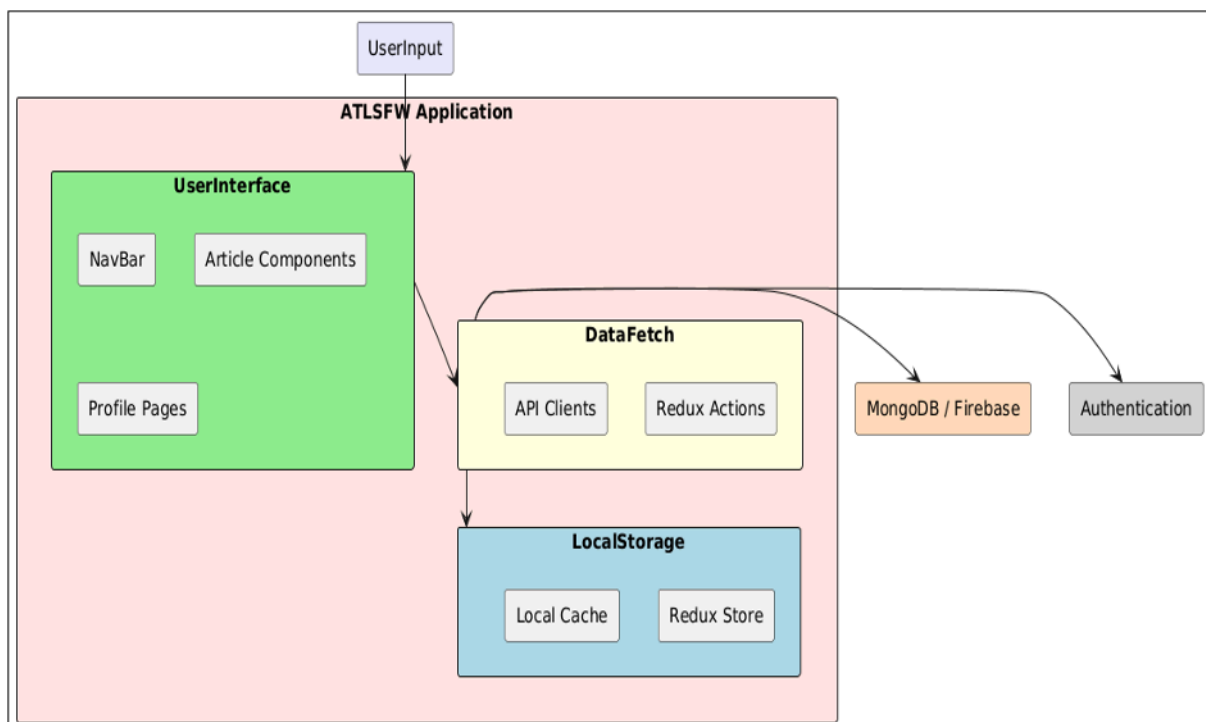 UserInput
ATLSFW Application
UserInterface
NavBar
Article Components
Profile Pages
DataFetch
API Clients
Redux Actions
MongoDB / Firebase
Authentication
LocalStorage
Local Cache
Redux Store